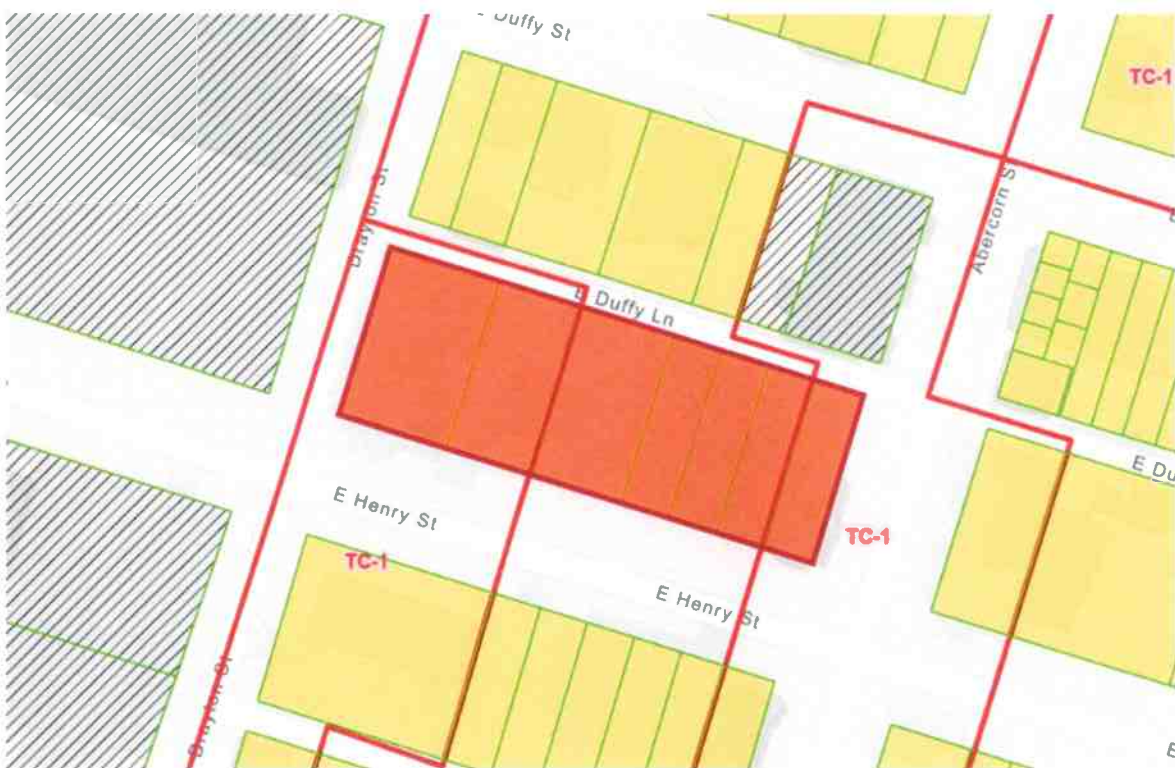 E Duffy St
TC-1
Drayton St
Abercorn St
E Duffy Ln
E Du
E Henry St
TC-1
TC-1
E Henry St
Drayton St
E